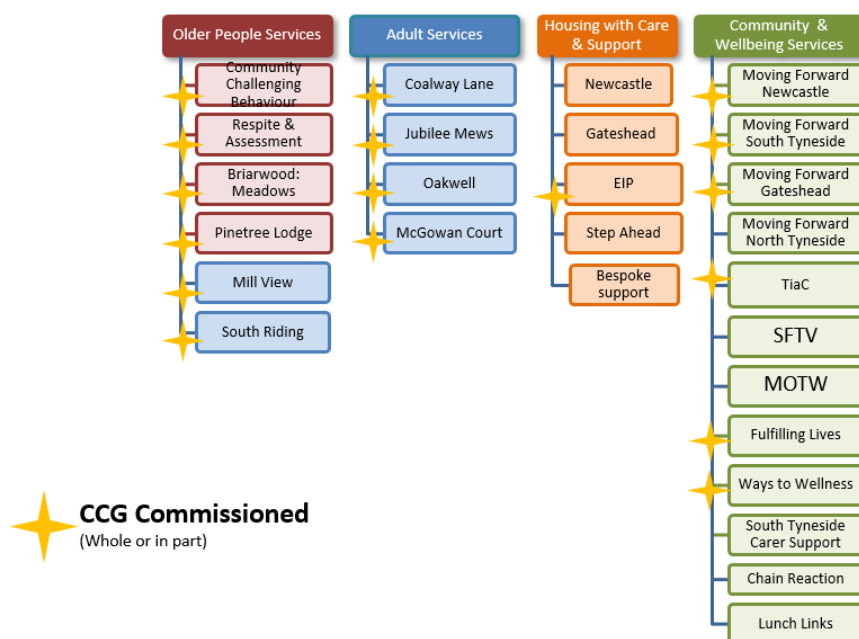 Older People Services
Community
Challenging
Behaviour
Respite &
Assessment
Briarwood:
Meadows
Pinetree Lodge
Mill View
South Riding
Adult Services
Coalway Lane
Jubilee Mews
Oakwell
McGowan Court
Housing with Care
& Support
Newcastle
Gateshead
EIP
Step Ahead
Bespoke
support
Community &
Wellbeing Services
Moving Forward
Newcastle
Moving Forward
South Tyneside
Moving Forward
Gateshead
Moving Forward
North Tyneside
TiaC
SFTV
MOTW
Fulfilling Lives
Ways to Wellness
South Tyneside
Carer Support
Chain Reaction
Lunch Links
CCG Commissioned
(Whole or in part)